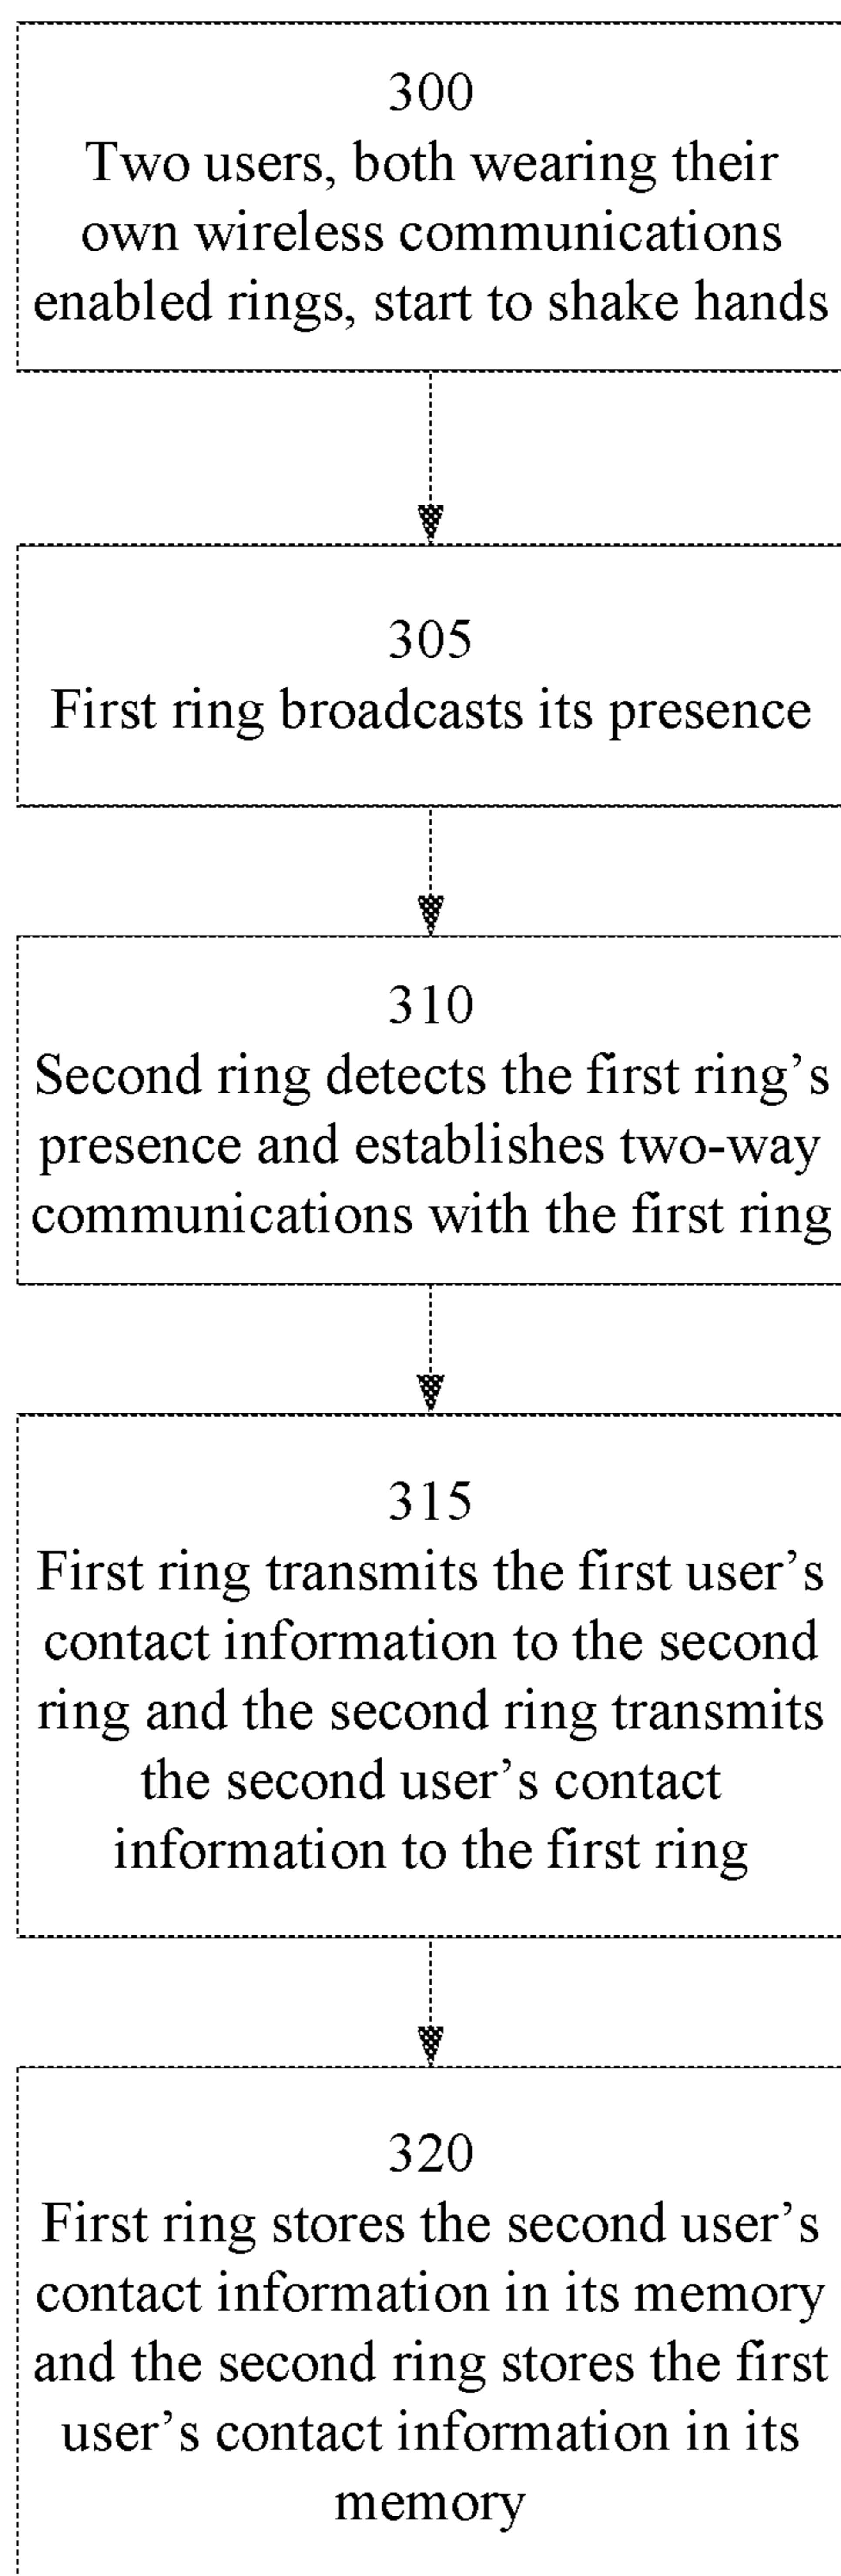 300
Two users, both wearing their
own wireless communications
enabled rings, start to shake hands
305
First ring broadcasts its presence
310
Second ring detects the first ring’s
presence and establishes two-way
communications with the first ring
315
First ring transmits the first user’s
contact information to the second
ring and the second ring transmits
the second user’s contact
information to the first ring
320
First ring stores the second user’s
contact information in its memory
and the second ring stores the first
user’s contact information in its
memory